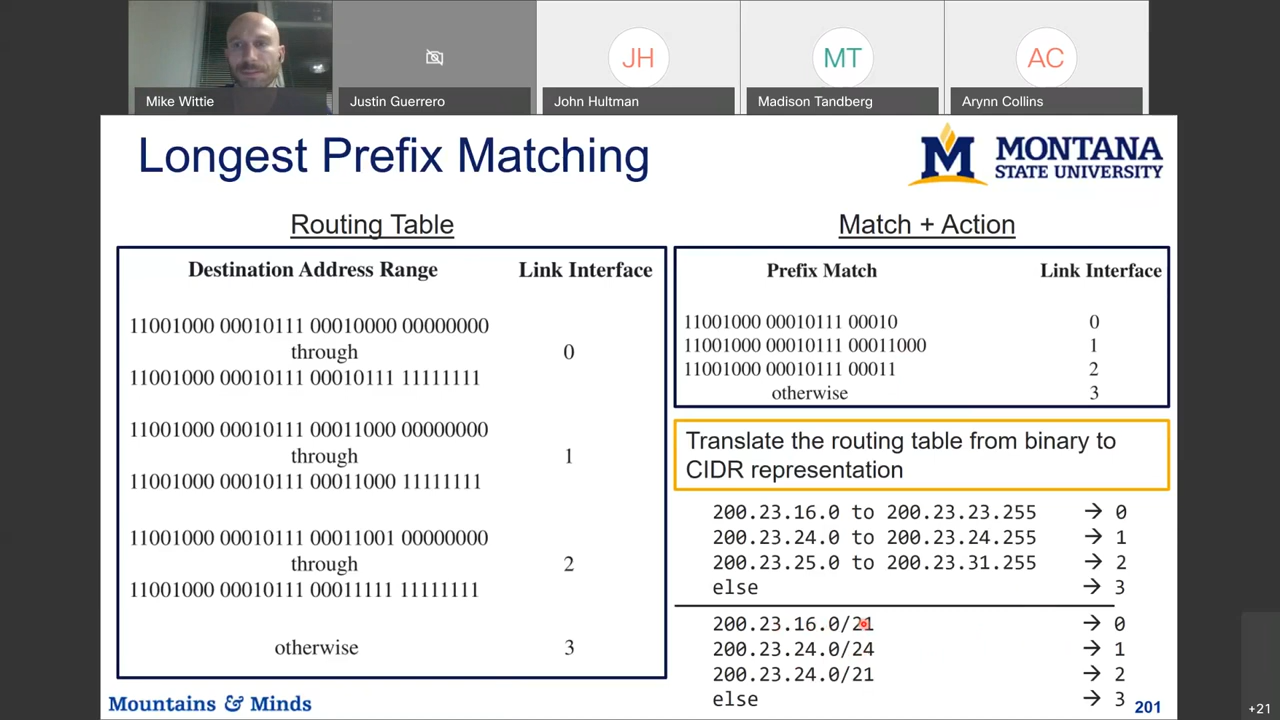 JH
MT
AC
Mike Wittie
Justin Guerrero
John Hultman
Madison Tandberg
Arynn Collins
Longest Prefix Matching
M MONTANA
STATE UNIVERSITY
Routing Table
Destination Address Range Link Interface
11001000 00010111 00010000 00000000
through 0
11001000 00010111 00010111 11111111
11001000 00010111 00011000 00000000
through 1
11001000 00010111 00011000 11111111
11001000 00010111 00011001 00000000
through 2
11001000 00010111 00011111 11111111
otherwise 3
Match + Action
Prefix Match Link Interface
11001000 00010111 00010 0
11001000 00010111 00011000 1
11001000 00010111 00011 2
otherwise 3
Translate the routing table from binary to
CIDR representation
200.23.16.0 to 200.23.23.255 → 0
200.23.24.0 to 200.23.24.255 → 1
200.23.25.0 to 200.23.31.255 → 2
else → 3
200.23.16.0/21 → 0
200.23.24.0/24 → 1
200.23.24.0/21 → 2
else → 3
Mountains & Minds
201
+21